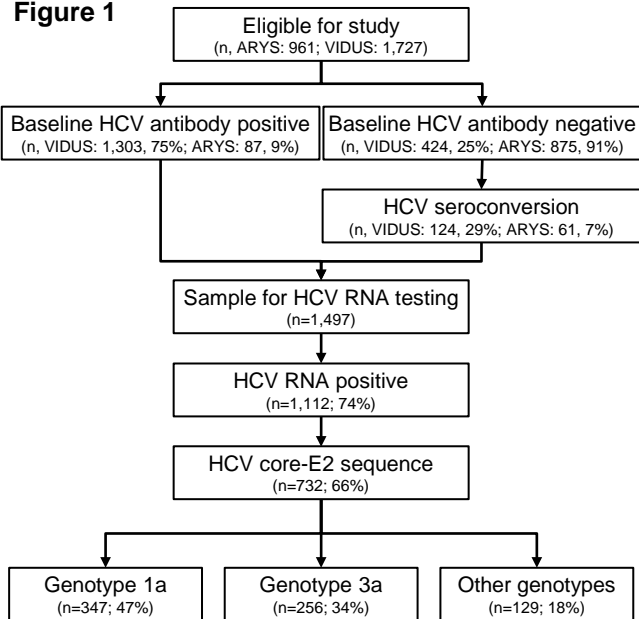 Figure 1
Eligible for study
(n, ARYS: 961; VIDUS: 1,727)
Baseline HCV antibody positive
(n, VIDUS: 1,303, 75%; ARYS: 87, 9%)
Baseline HCV antibody negative
(n, VIDUS: 424, 25%; ARYS: 875, 91%)
HCV seroconversion
(n, VIDUS: 124, 29%; ARYS: 61, 7%)
Sample for HCV RNA testing
(n=1,497)
HCV RNA positive
(n=1,112; 74%)
HCV core-E2 sequence
(n=732; 66%)
Genotype 1a
(n=347; 47%)
Genotype 3a
(n=256; 34%)
Other genotypes
(n=129; 18%)